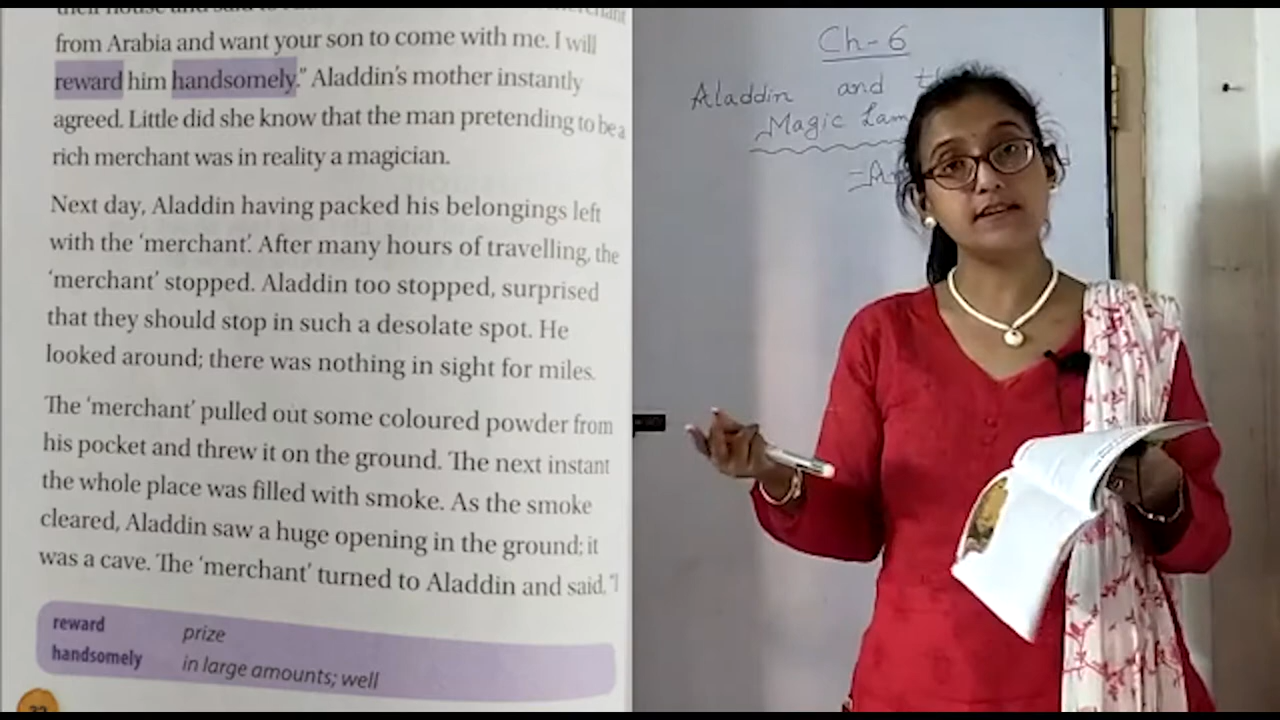 from Arabia and want your son to come with me. I will
reward him handsomely." Aladdin's mother instantly
agreed. Little did she know that the man pretending to be a
rich merchant was in reality a magician.
Next day, Aladdin having packed his belongings left
with the 'merchant'. After many hours of travelling, the
'merchant' stopped. Aladdin too stopped, surprised
that they should stop in such a desolate spot. He
looked around; there was nothing in sight for miles.
The 'merchant' pulled out some coloured powder from
his pocket and threw it on the ground. The next instant
the whole place was filled with smoke. As the smoke
cleared, Aladdin saw a huge opening in the ground; it
was a cave. The 'merchant' turned to Aladdin and said, "I
reward prize
handsomely in large amounts; well
Ch-6
Aladdin and
Magic